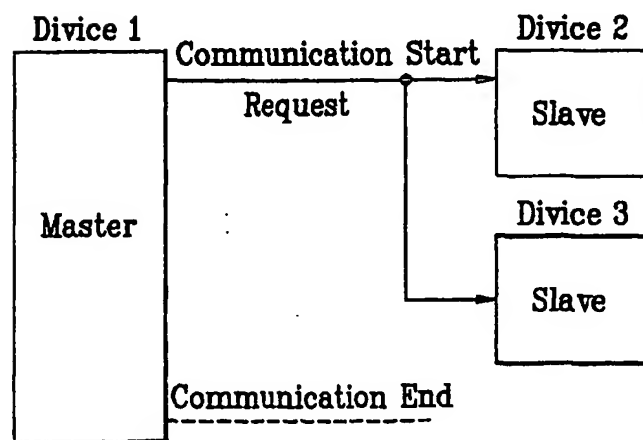 Divice 1
Communication Start
Request
Master
Communication End
Divice 2
Slave
Divice 3
Slave